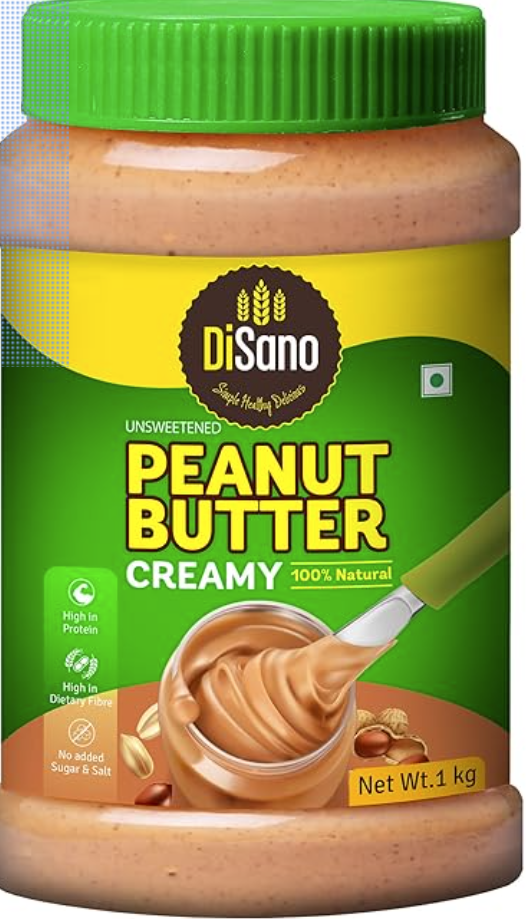 DiSano
Simple Healthy Delicious
UNSWEETENED
PEANUT
BUTTER
CREAMY 100% Natural
High in
Protein
High In
Dietary Fibre
No added
Sugar & Salt
Net Wt.1 kg